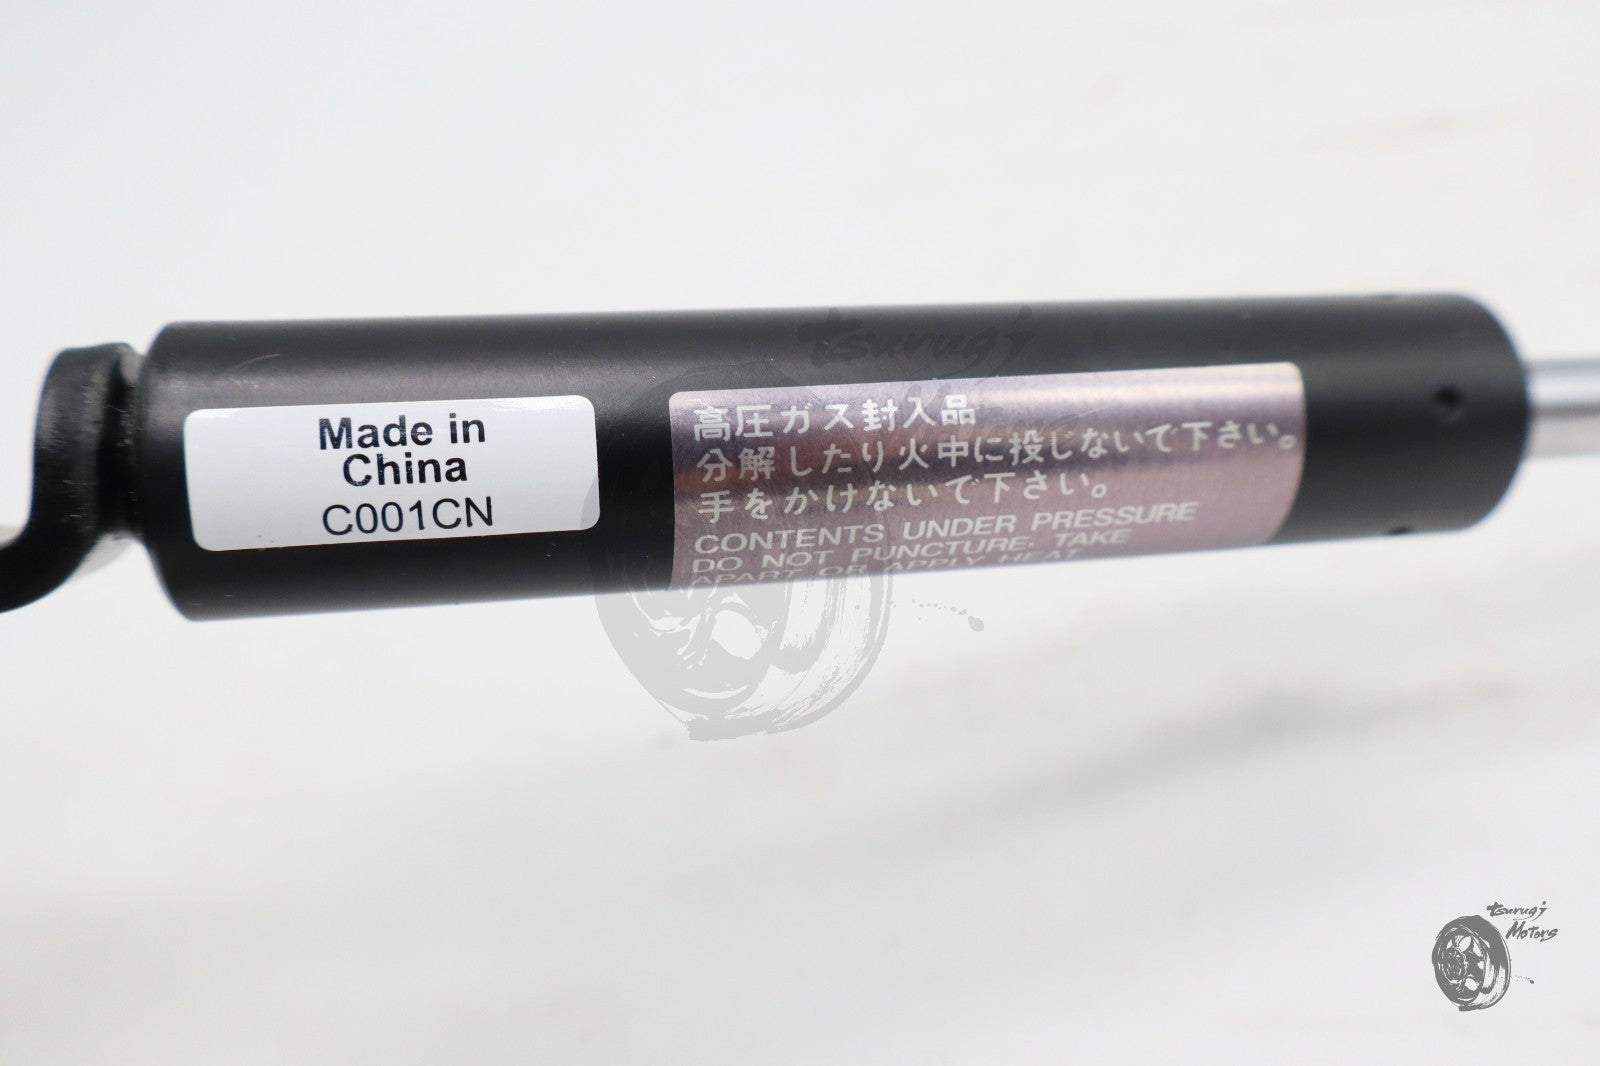 Made in
China
C001CN
高圧ガス封入品
分解したり火中に投じないで下さい。
手をかけないで下さい。
CONTENTS UNDER PRESSURE
DO NOT PUNCTURE, TAKE
APART OR APPLY HEAT
tsurugi
Motors
tsurugi
Motors